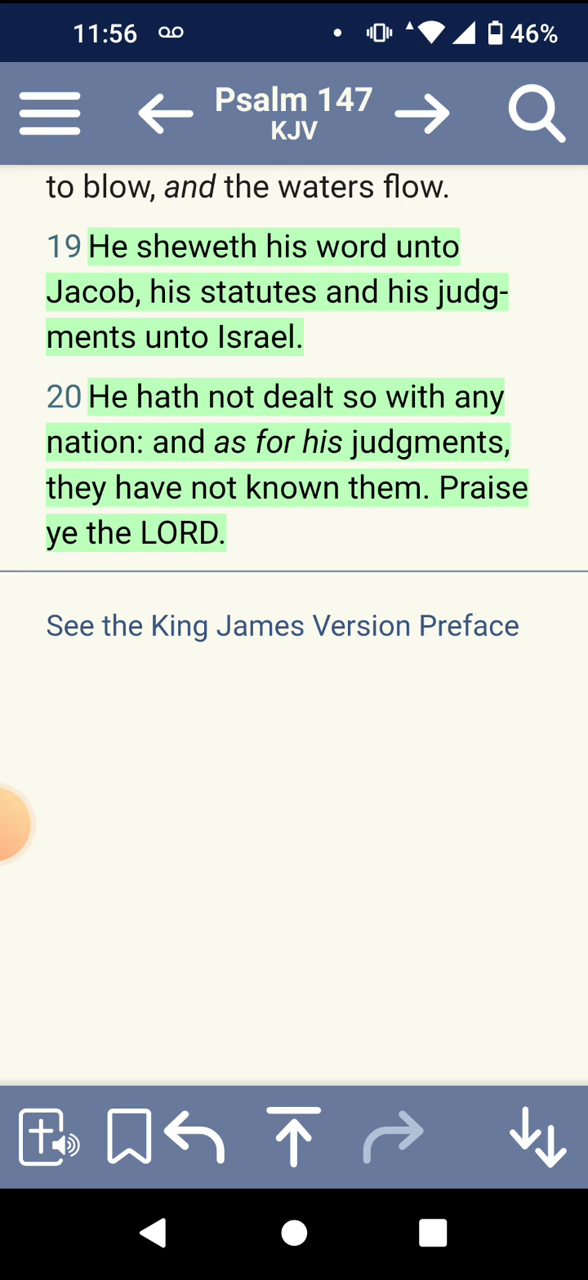 11:56
46%
Psalm 147
KJV
to blow, and the waters flow.
19 He sheweth his word unto
Jacob, his statutes and his judg-
ments unto Israel.
20 He hath not dealt so with any
nation: and as for his judgments,
they have not known them. Praise
ye the LORD.
See the King James Version Preface